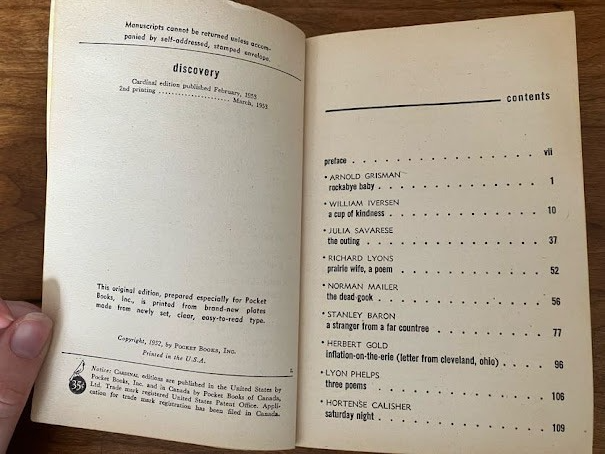 Manuscripts cannot be returned unless accom-
panied by self-addressed, stamped envelope.
discovery
Cardinal edition published February, 1953
2nd printing ...................... March, 1953
This original edition, prepared especially for Pocket
Books, Inc., is printed from brand-new plates
made from newly set, clear, easy-to-read type.
Copyright, 1952, by POCKET BOOKS, INC.
Printed in the U.S.A.
L
35¢
Notice: CARDINAL editions are published in the United States by
Pocket Books, Inc. and in Canada by Pocket Books of Canada,
Ltd. Trade mark registered United States Patent Office. Appli-
cation for trade mark registration has been filed in Canada.
contents
preface . . . . . . . . . . . . . . . vii
• ARNOLD GRISMAN
rockabye baby . . . . . . . . . . . . . 1
• WILLIAM IVERSEN
a cup of kindness . . . . . . . . . . . . 10
• JULIA SAVARESE
the outing . . . . . . . . . . . . . . 37
• RICHARD LYONS
prairie wife, a poem . . . . . . . . . . . 52
• NORMAN MAILER
the dead gook . . . . . . . . . . . . . 56
• STANLEY BARON
a stranger from a far countree . . . . . . . . 77
• HERBERT GOLD
inflation-on-the-erie (letter from cleveland, ohio) . . . . 96
• LYON PHELPS
three poems . . . . . . . . . . . . . 106
• HORTENSE CALISHER
saturday night . . . . . . . . . . . . . 109